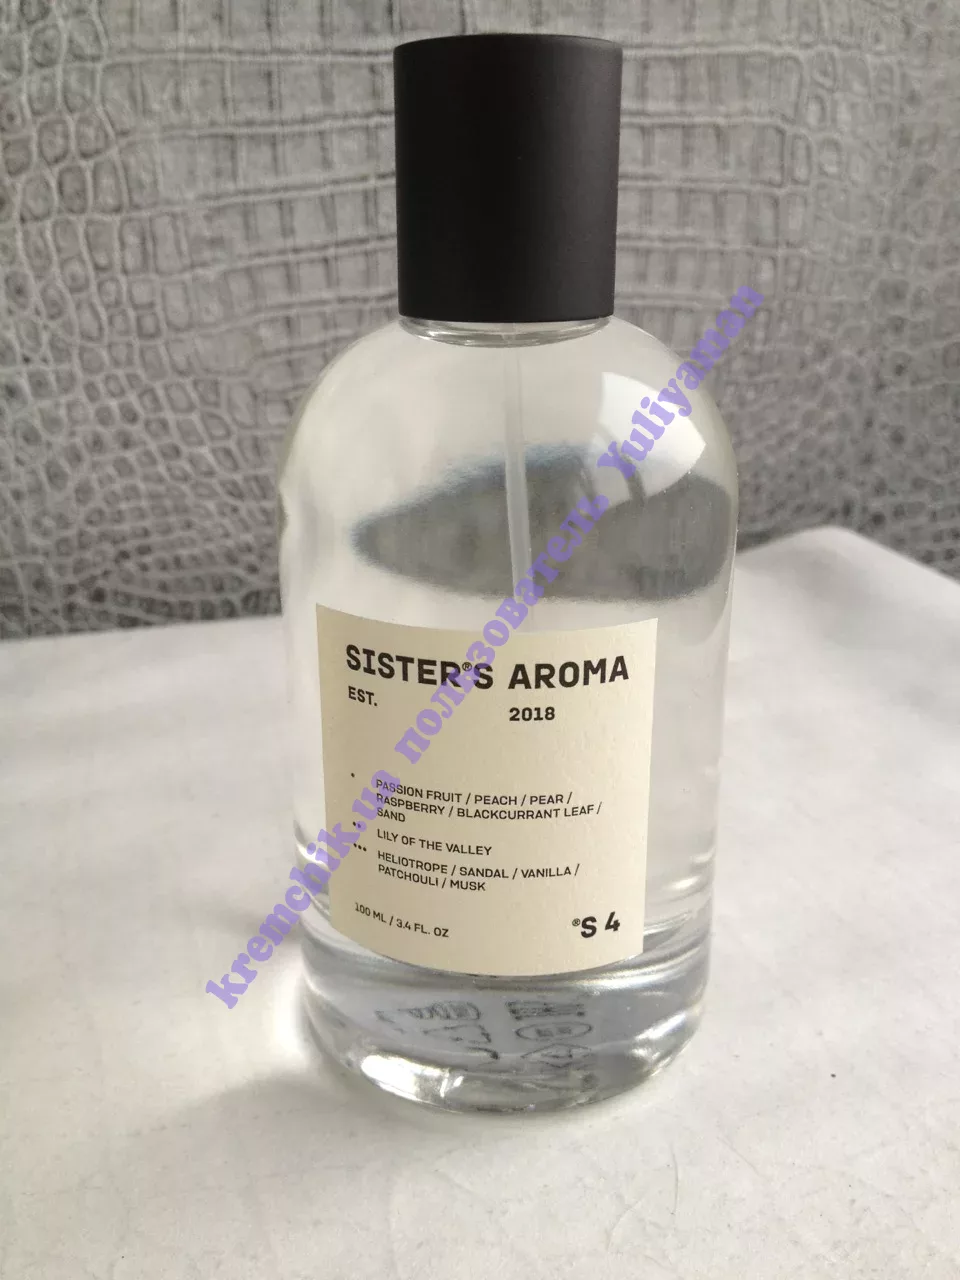 SISTER®S AROMA
EST. 2018
* PASSION FRUIT / PEACH / PEAR /
RASPBERRY / BLACKCURRANT LEAF /
SAND
** LILY OF THE VALLEY
*** HELIOTROPE / SANDAL / VANILLA /
PATCHOULI / MUSK
100 ML / 3.4 FL. OZ
®S 4
kremchik.ua пользователь Yuliyaman